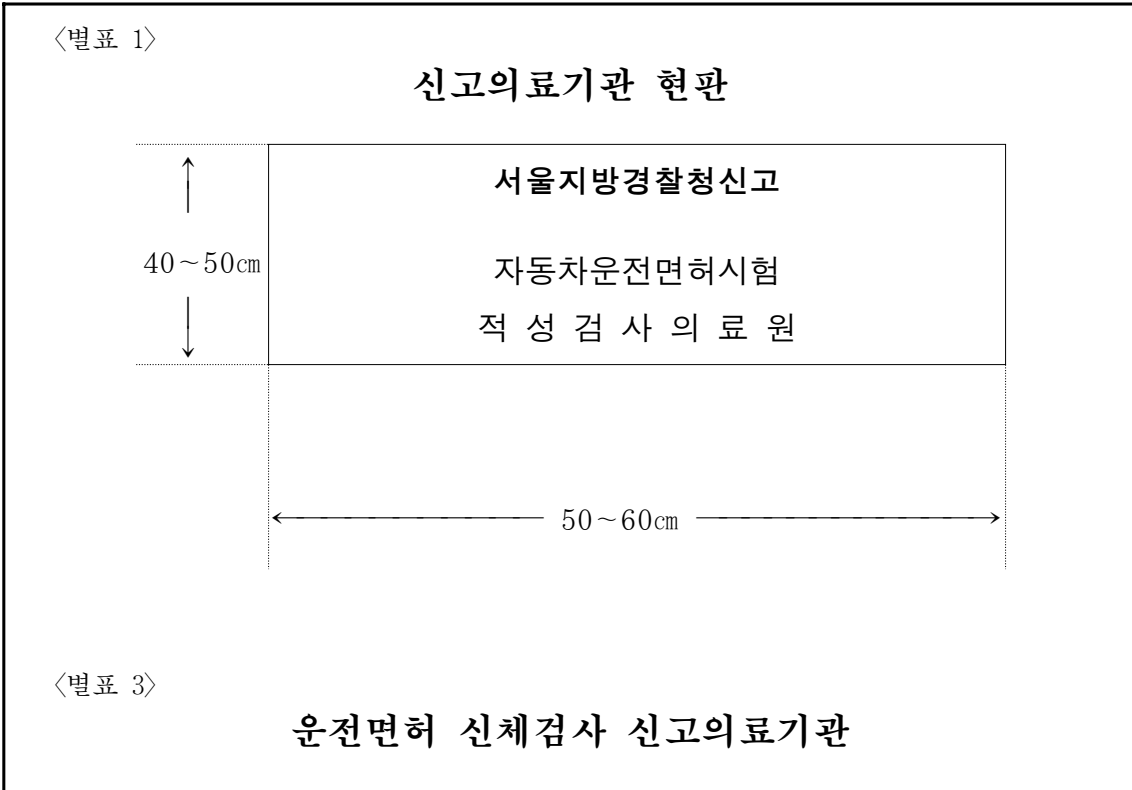 〈별표 1〉
신고의료기관 현판
서울지방경찰청신고
40～50㎝
자동차운전면허시험
적 성 검 사 의 료 원
50～60㎝
〈별표 3〉
운전면허 신체검사 신고의료기관